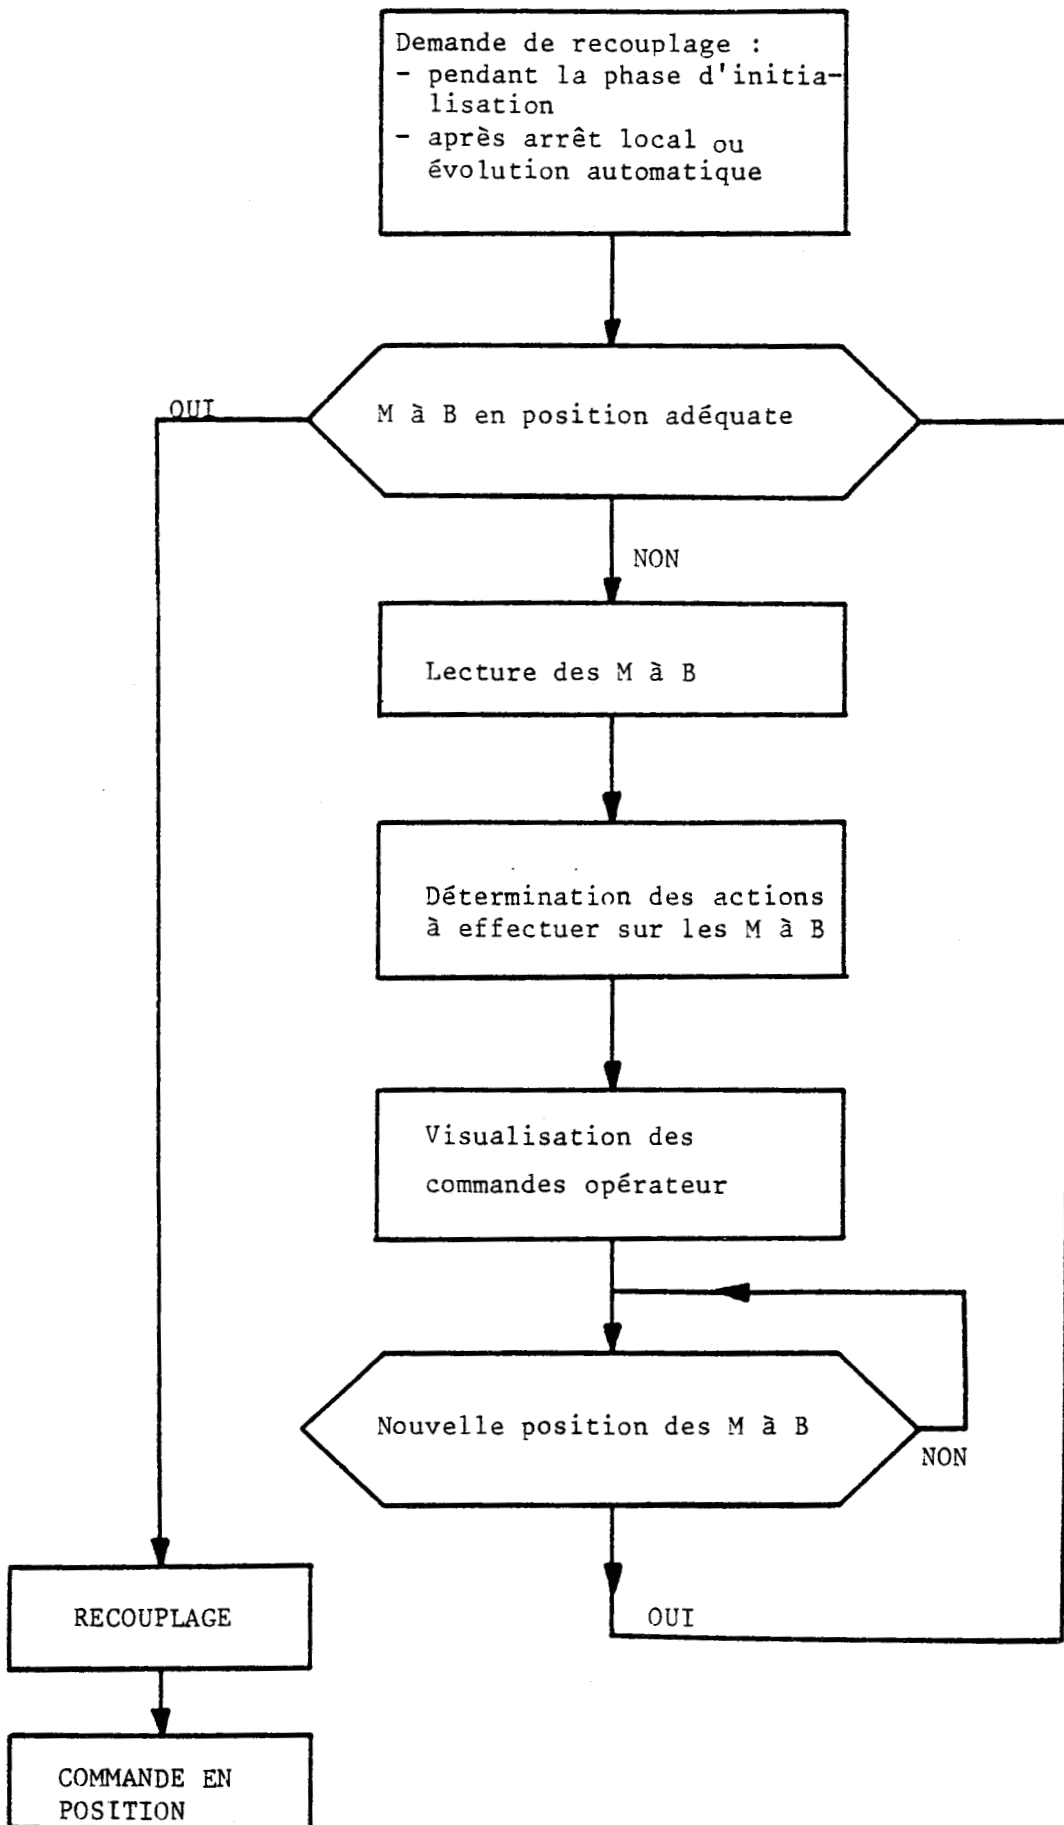 Demande de recouplage :
- pendant la phase d'initia-
lisation
- après arrêt local ou
évolution automatique
OUI
M à B en position adéquate
NON
Lecture des M à B
Détermination des actions
à effectuer sur les M à B
Visualisation des
commandes opérateur
Nouvelle position des M à B
NON
OUI
RECOUPLAGE
COMMANDE EN
POSITION